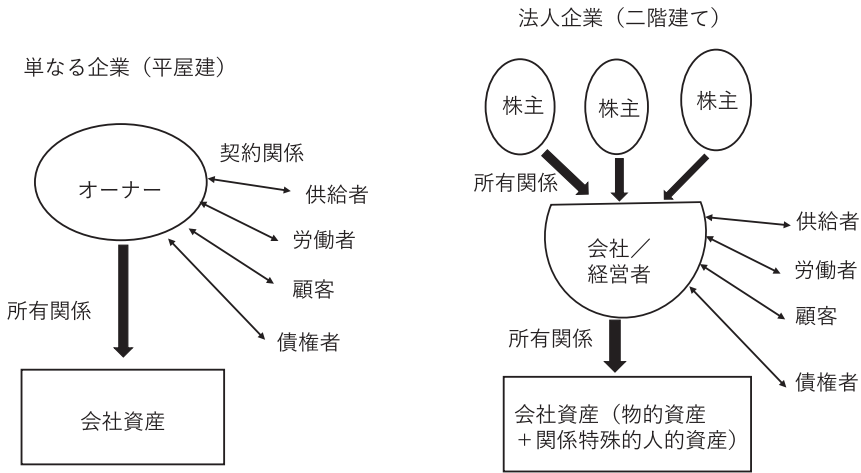 単なる企業（平屋建）
オーナー
契約関係
供給者
労働者
顧客
債権者
所有関係
会社資産
法人企業（二階建て）
株主
株主
株主
所有関係
会社／
経営者
供給者
労働者
顧客
債権者
所有関係
会社資産（物的資産
＋関係特殊的人的資産）